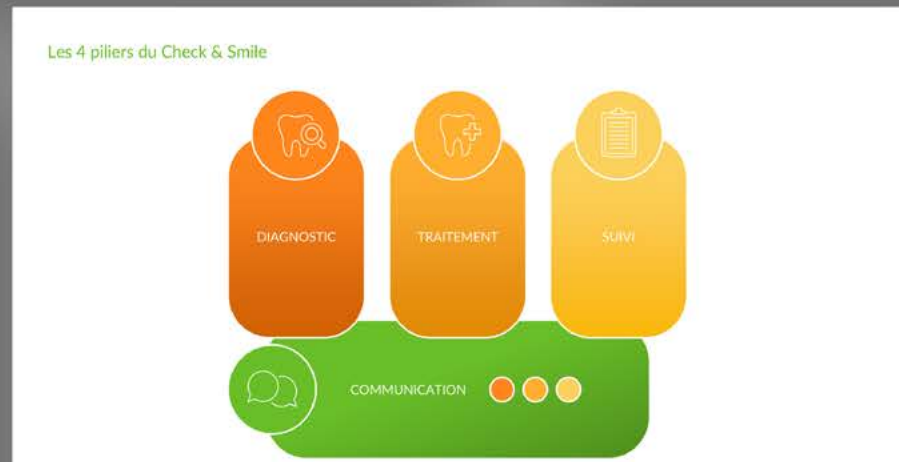 Les 4 piliers du Check & Smile
DIAGNOSTIC
TRAITEMENT
SUIVI
COMMUNICATION